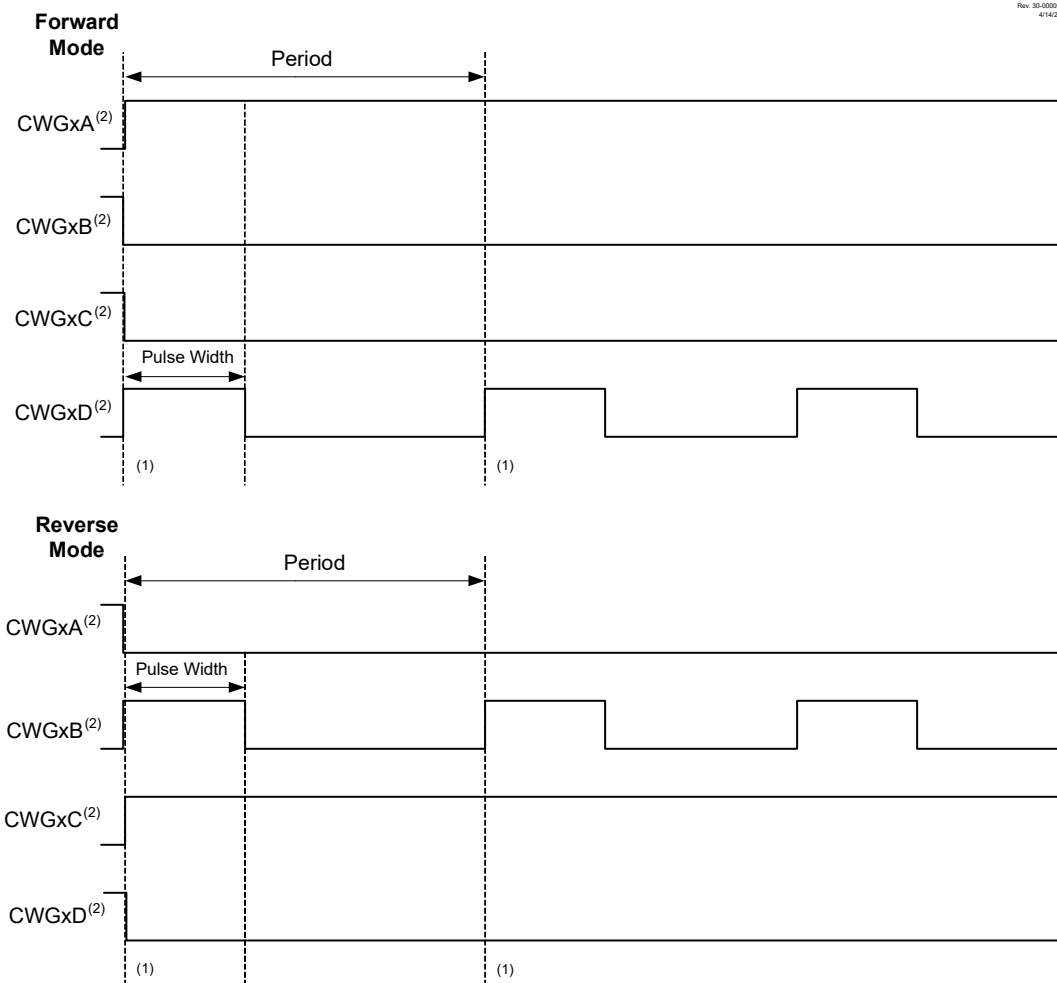 Rev. 30-0000
4/14/2
Forward
Mode
Period
CWGxA(2)
CWGxB(2)
CWGxC(2)
Pulse Width
CWGxD(2)
(1)
(1)
Reverse
Mode
Period
CWGxA(2)
Pulse Width
CWGxB(2)
CWGxC(2)
CWGxD(2)
(1)
(1)